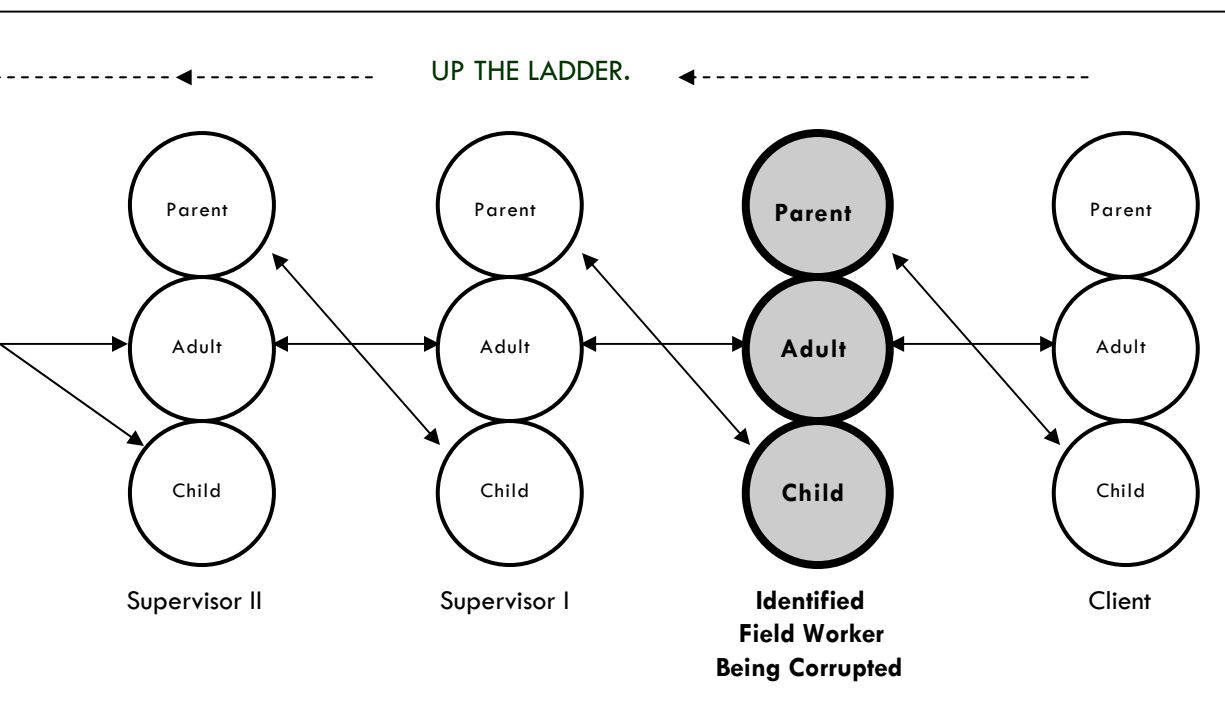 UP THE LADDER.
Parent
Parent
Parent
Parent
Adult
Adult
Adult
Adult
Child
Child
Child
Child
Supervisor II
Supervisor I
Identified
Field Worker
Being Corrupted
Client